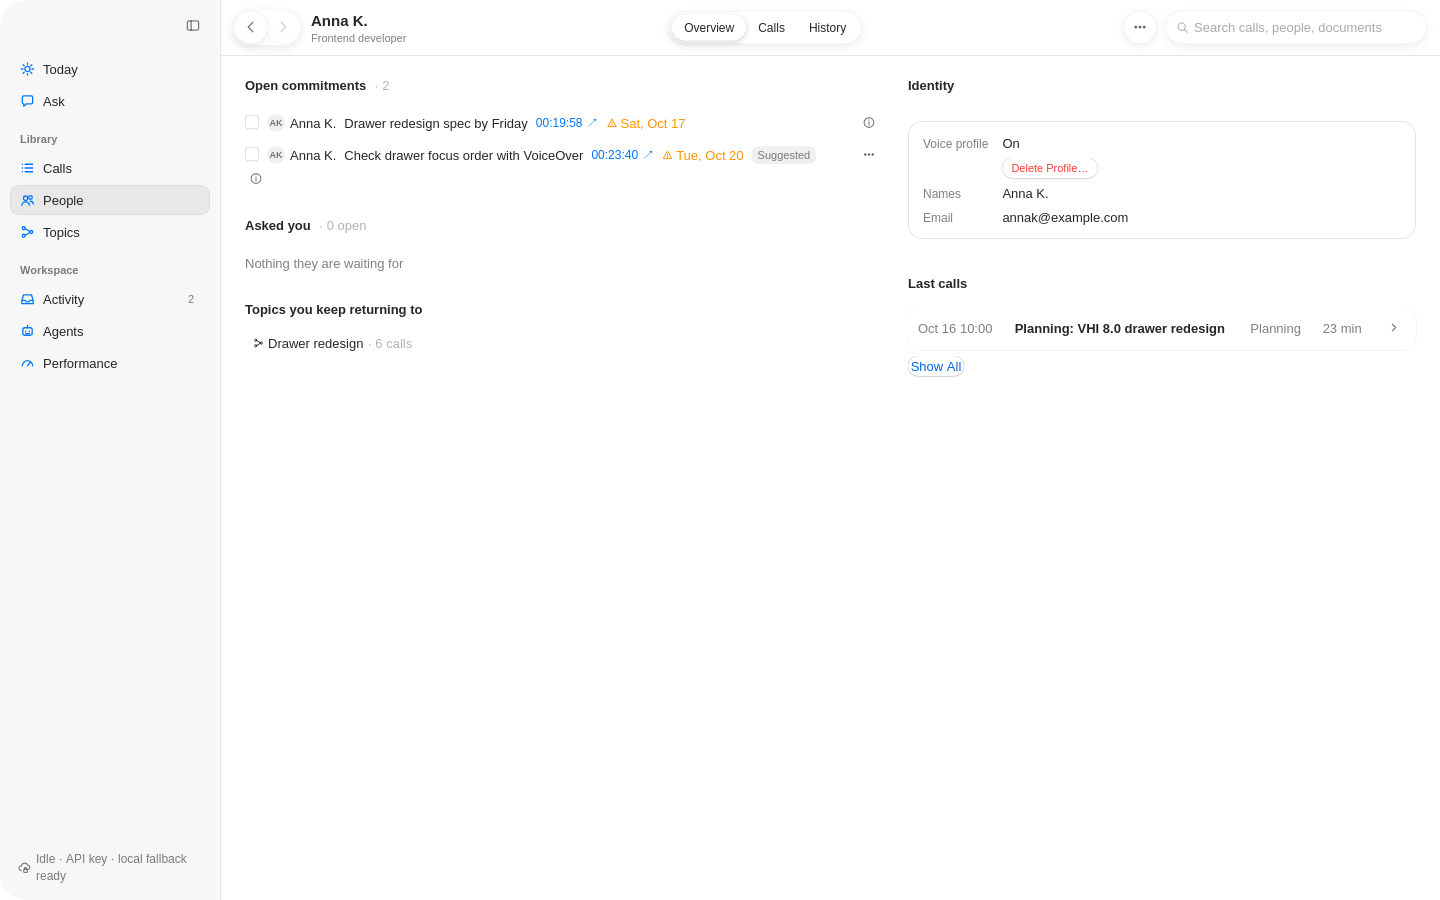 Today
Ask
Library
Calls
People
Topics
Workspace
Activity 2
Agents
Performance
Idle · API key · local fallback
ready
Anna K.
Frontend developer
Overview Calls History
Search calls, people, documents
Open commitments · 2
AK Anna K. Drawer redesign spec by Friday 00:19:58 Sat, Oct 17
AK Anna K. Check drawer focus order with VoiceOver 00:23:40 Tue, Oct 20 Suggested
Asked you · 0 open
Nothing they are waiting for
Topics you keep returning to
Drawer redesign · 6 calls
Identity
Voice profile On
Delete Profile…
Names Anna K.
Email annak@example.com
Last calls
Oct 16 10:00 Planning: VHI 8.0 drawer redesign Planning 23 min
Show All